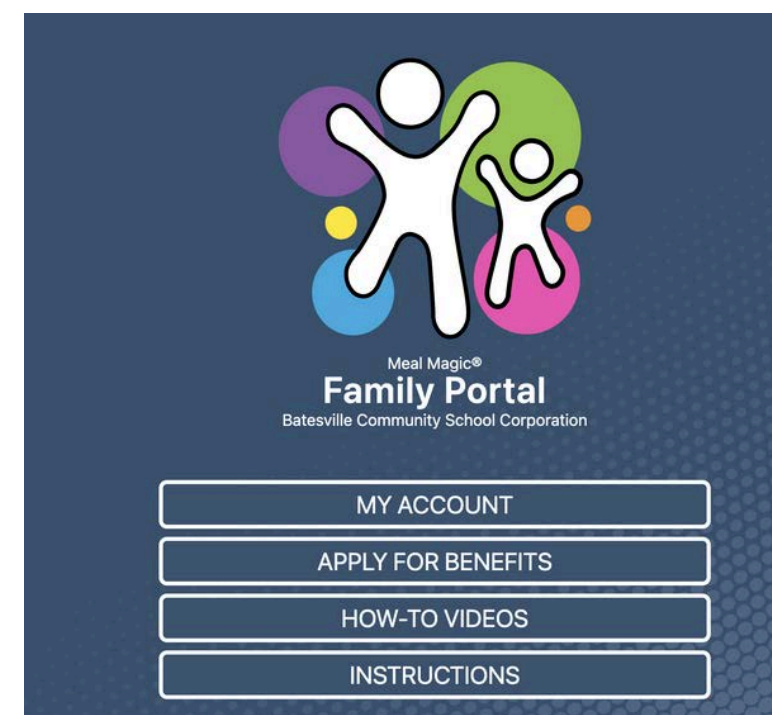 Meal Magic®
Family Portal
Batesville Community School Corporation
MY ACCOUNT
APPLY FOR BENEFITS
HOW-TO VIDEOS
INSTRUCTIONS